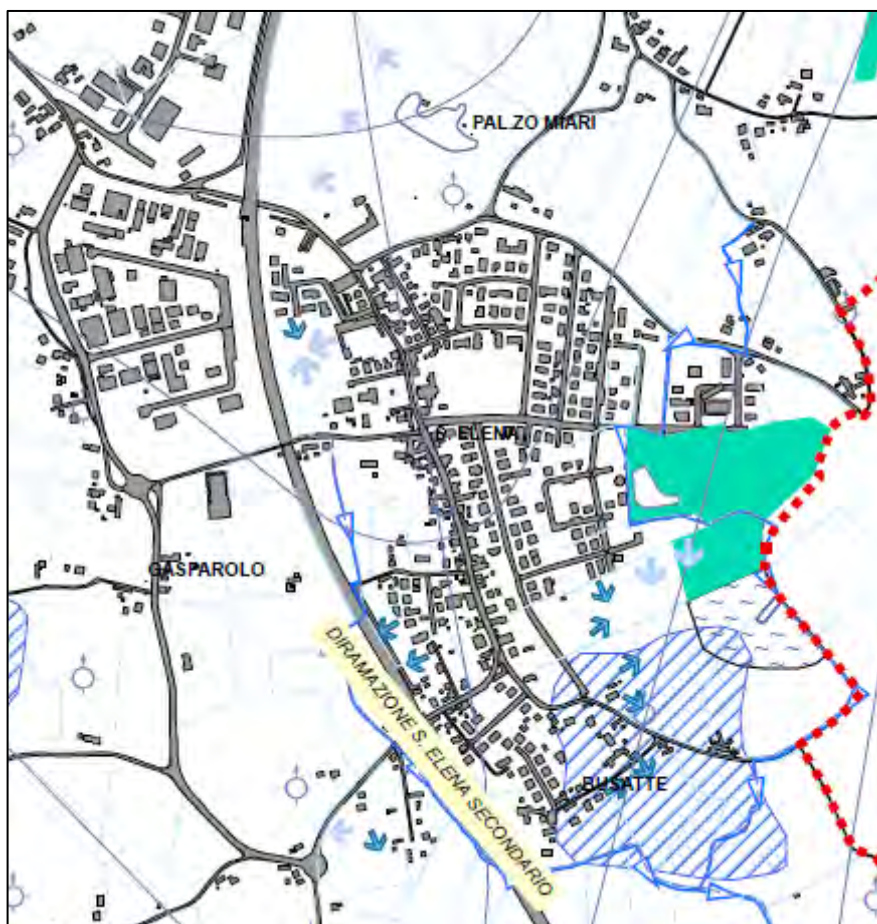 PAL.ZO MIARI
S. ELENA
GASPAROLO
DIRAMAZIONE S. ELENA SECONDARIO
BUSATTE